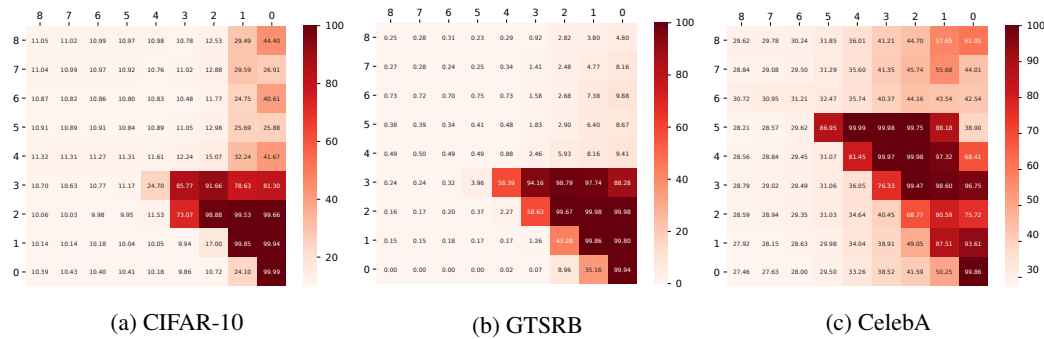 8 7 6 5 4 3 2 1 0
8 11.05 11.02 10.99 10.97 10.98 10.78 12.53 29.49 44.40
7 11.04 10.99 10.97 10.92 10.76 11.02 12.88 29.59 26.91
6 10.87 10.82 10.86 10.80 10.83 10.48 11.77 24.75 40.61
5 10.91 10.89 10.91 10.84 10.89 11.05 12.98 25.69 25.88
4 11.32 11.31 11.27 11.31 11.61 12.24 15.07 32.24 41.67
3 10.70 10.63 10.77 11.17 24.70 85.77 91.66 78.63 81.30
2 10.06 10.03 9.98 9.95 11.53 73.07 98.88 99.53 99.66
1 10.14 10.14 10.18 10.04 10.05 9.94 17.00 99.85 99.94
0 10.39 10.43 10.40 10.41 10.18 9.86 10.72 24.10 99.99
100
80
60
40
20
(a) CIFAR-10
8 7 6 5 4 3 2 1 0
8 0.25 0.28 0.31 0.23 0.29 0.92 2.82 3.80 4.80
7 0.27 0.28 0.24 0.25 0.34 1.41 2.48 4.77 8.16
6 0.73 0.72 0.70 0.75 0.73 1.58 2.68 7.38 9.88
5 0.38 0.39 0.34 0.41 0.48 1.83 2.90 6.40 8.67
4 0.49 0.50 0.49 0.49 0.88 2.46 5.93 8.16 9.41
3 0.24 0.24 0.32 3.96 58.39 94.16 98.79 97.74 88.28
2 0.16 0.17 0.20 0.37 2.27 58.63 99.67 99.98 99.98
1 0.15 0.15 0.18 0.17 0.17 1.26 43.28 99.86 99.80
0 0.00 0.00 0.00 0.00 0.02 0.07 8.96 35.16 99.94
100
80
60
40
20
0
(b) GTSRB
8 7 6 5 4 3 2 1 0
8 29.62 29.78 30.24 31.85 36.01 41.21 44.70 57.65 61.05
7 28.84 29.08 29.50 31.29 35.60 41.35 45.74 55.68 44.01
6 30.72 30.95 31.21 32.47 35.74 40.37 44.16 43.54 42.54
5 28.21 28.57 29.62 86.95 99.99 99.98 99.75 88.18 38.90
4 28.56 28.84 29.45 31.07 81.45 99.97 99.98 97.32 68.41
3 28.79 29.02 29.49 31.06 38.05 76.33 99.47 98.60 96.75
2 28.59 28.94 29.35 31.03 34.64 40.45 80.59 75.72
1 27.92 28.15 28.63 29.98 34.04 38.91 49.05 87.51 93.61
0 27.46 27.63 28.00 29.50 33.26 38.52 41.59 50.25 99.86
100
90
80
70
60
50
40
30
(c) CelebA